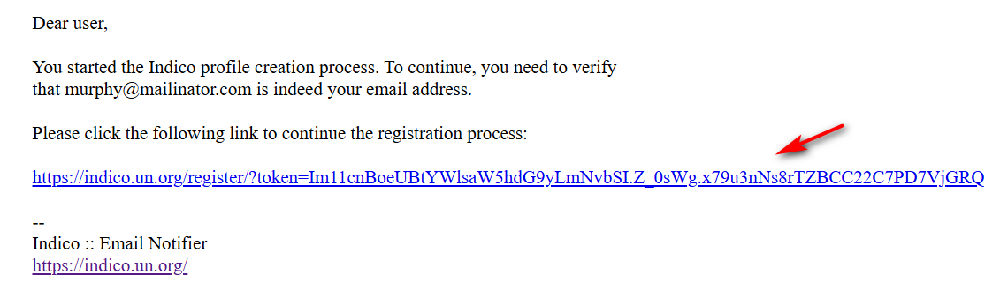 Dear user,
You started the Indico profile creation process. To continue, you need to verify
that murphy@mailinator.com is indeed your email address.
Please click the following link to continue the registration process:
https://indico.un.org/register/?token=Im11cnBoeUBtYWlsaW5hdG9yLmNvbSI.Z_0sWg.x79u3nNs8rTZBCC22C7PD7VjGRQ
--
Indico :: Email Notifier
https://indico.un.org/